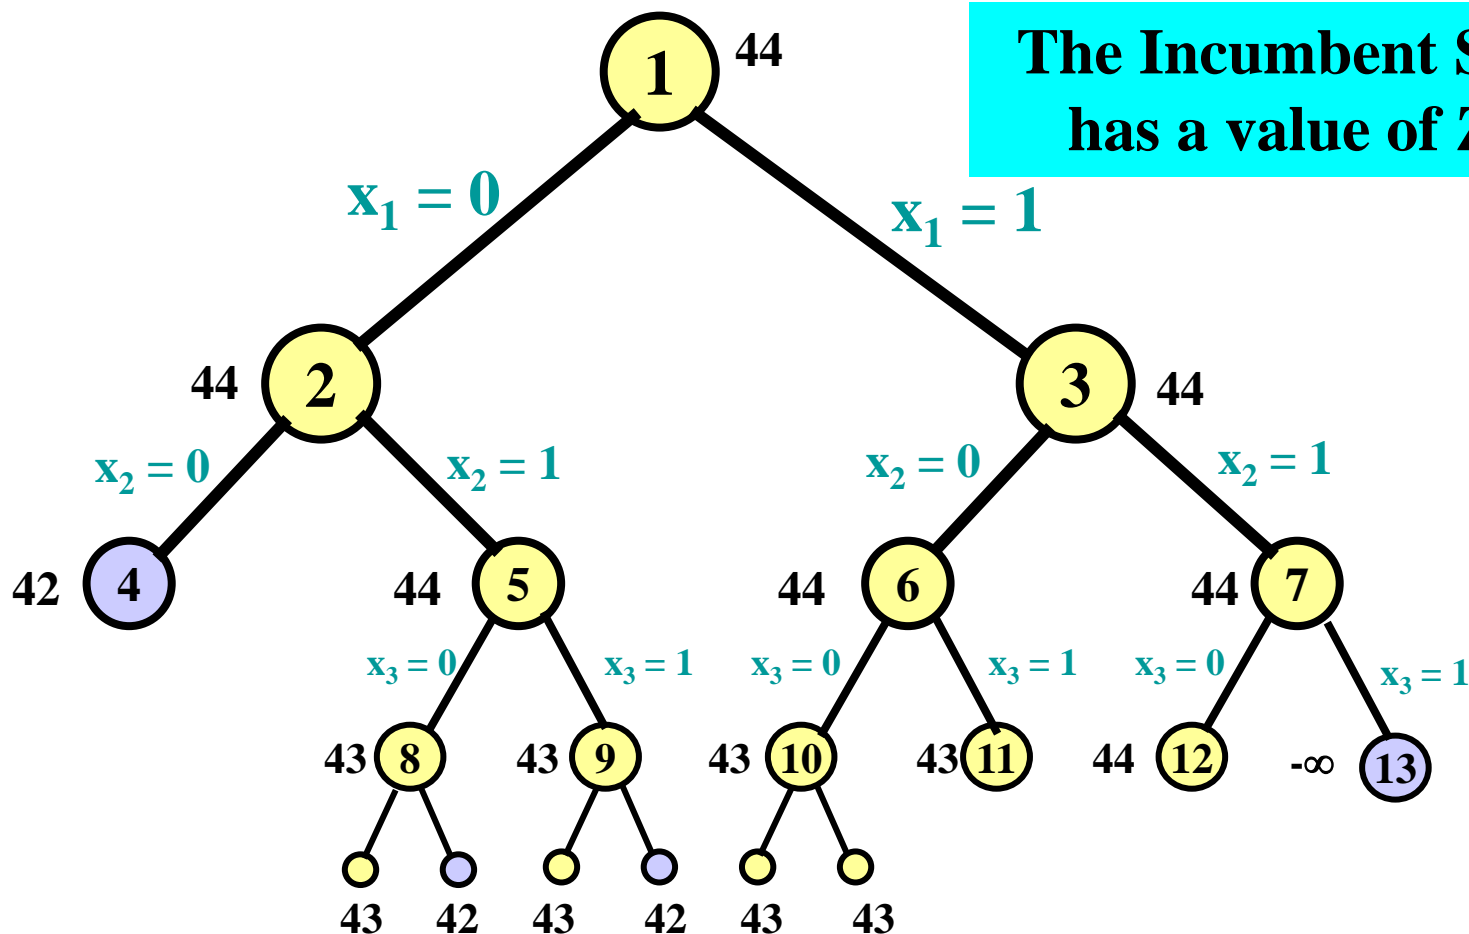 1 44
The Incumbent
has a value of
x₁ = 0
x₁ = 1
44 2
3 44
x₂ = 0
x₂ = 1
x₂ = 0
x₂ = 1
42 4
44 5
44 6
44 7
x₃ = 0
x₃ = 1
x₃ = 0
x₃ = 1
x₃ = 0
x₃ = 1
43 8
43 9
43 10
43 11
44 12
-∞ 13
43 42 43 42 43 43